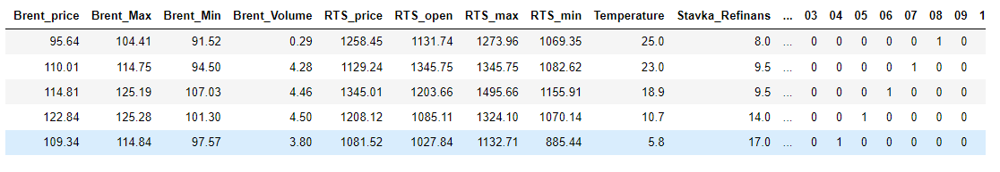 Brent_price Brent_Max Brent_Min Brent_Volume RTS_price RTS_open RTS_max RTS_min Temperature Stavka_Refinans ... 03 04 05 06 07 08 09 1
95.64 104.41 91.52 0.29 1258.45 1131.74 1273.96 1069.35 25.0 8.0 ... 0 0 0 0 0 1 0
110.01 114.75 94.50 4.28 1129.24 1345.75 1345.75 1082.62 23.0 9.5 ... 0 0 0 0 1 0 0
114.81 125.19 107.03 4.46 1345.01 1203.66 1495.66 1155.91 18.9 9.5 ... 0 0 0 1 0 0 0
122.84 125.28 101.30 4.50 1208.12 1085.11 1324.10 1070.14 10.7 14.0 ... 0 0 1 0 0 0 0
109.34 114.84 97.57 3.80 1081.52 1027.84 1132.71 885.44 5.8 17.0 ... 0 1 0 0 0 0 0